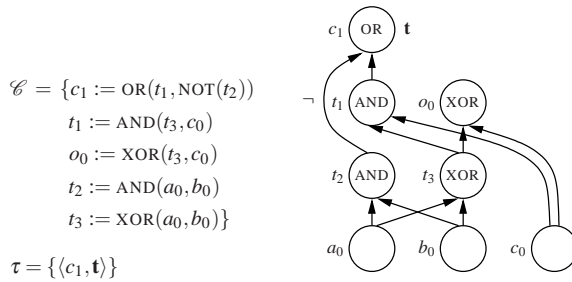 𝒞 = {c₁ := OR(t₁, NOT(t₂))
t₁ := AND(t₃, c₀)
o₀ := XOR(t₃, c₀)
t₂ := AND(a₀, b₀)
t₃ := XOR(a₀, b₀)}
τ = {⟨c₁, t⟩}
c₁ OR t
¬ t₁ AND o₀ XOR
t₂ AND t₃ XOR
a₀ b₀ c₀